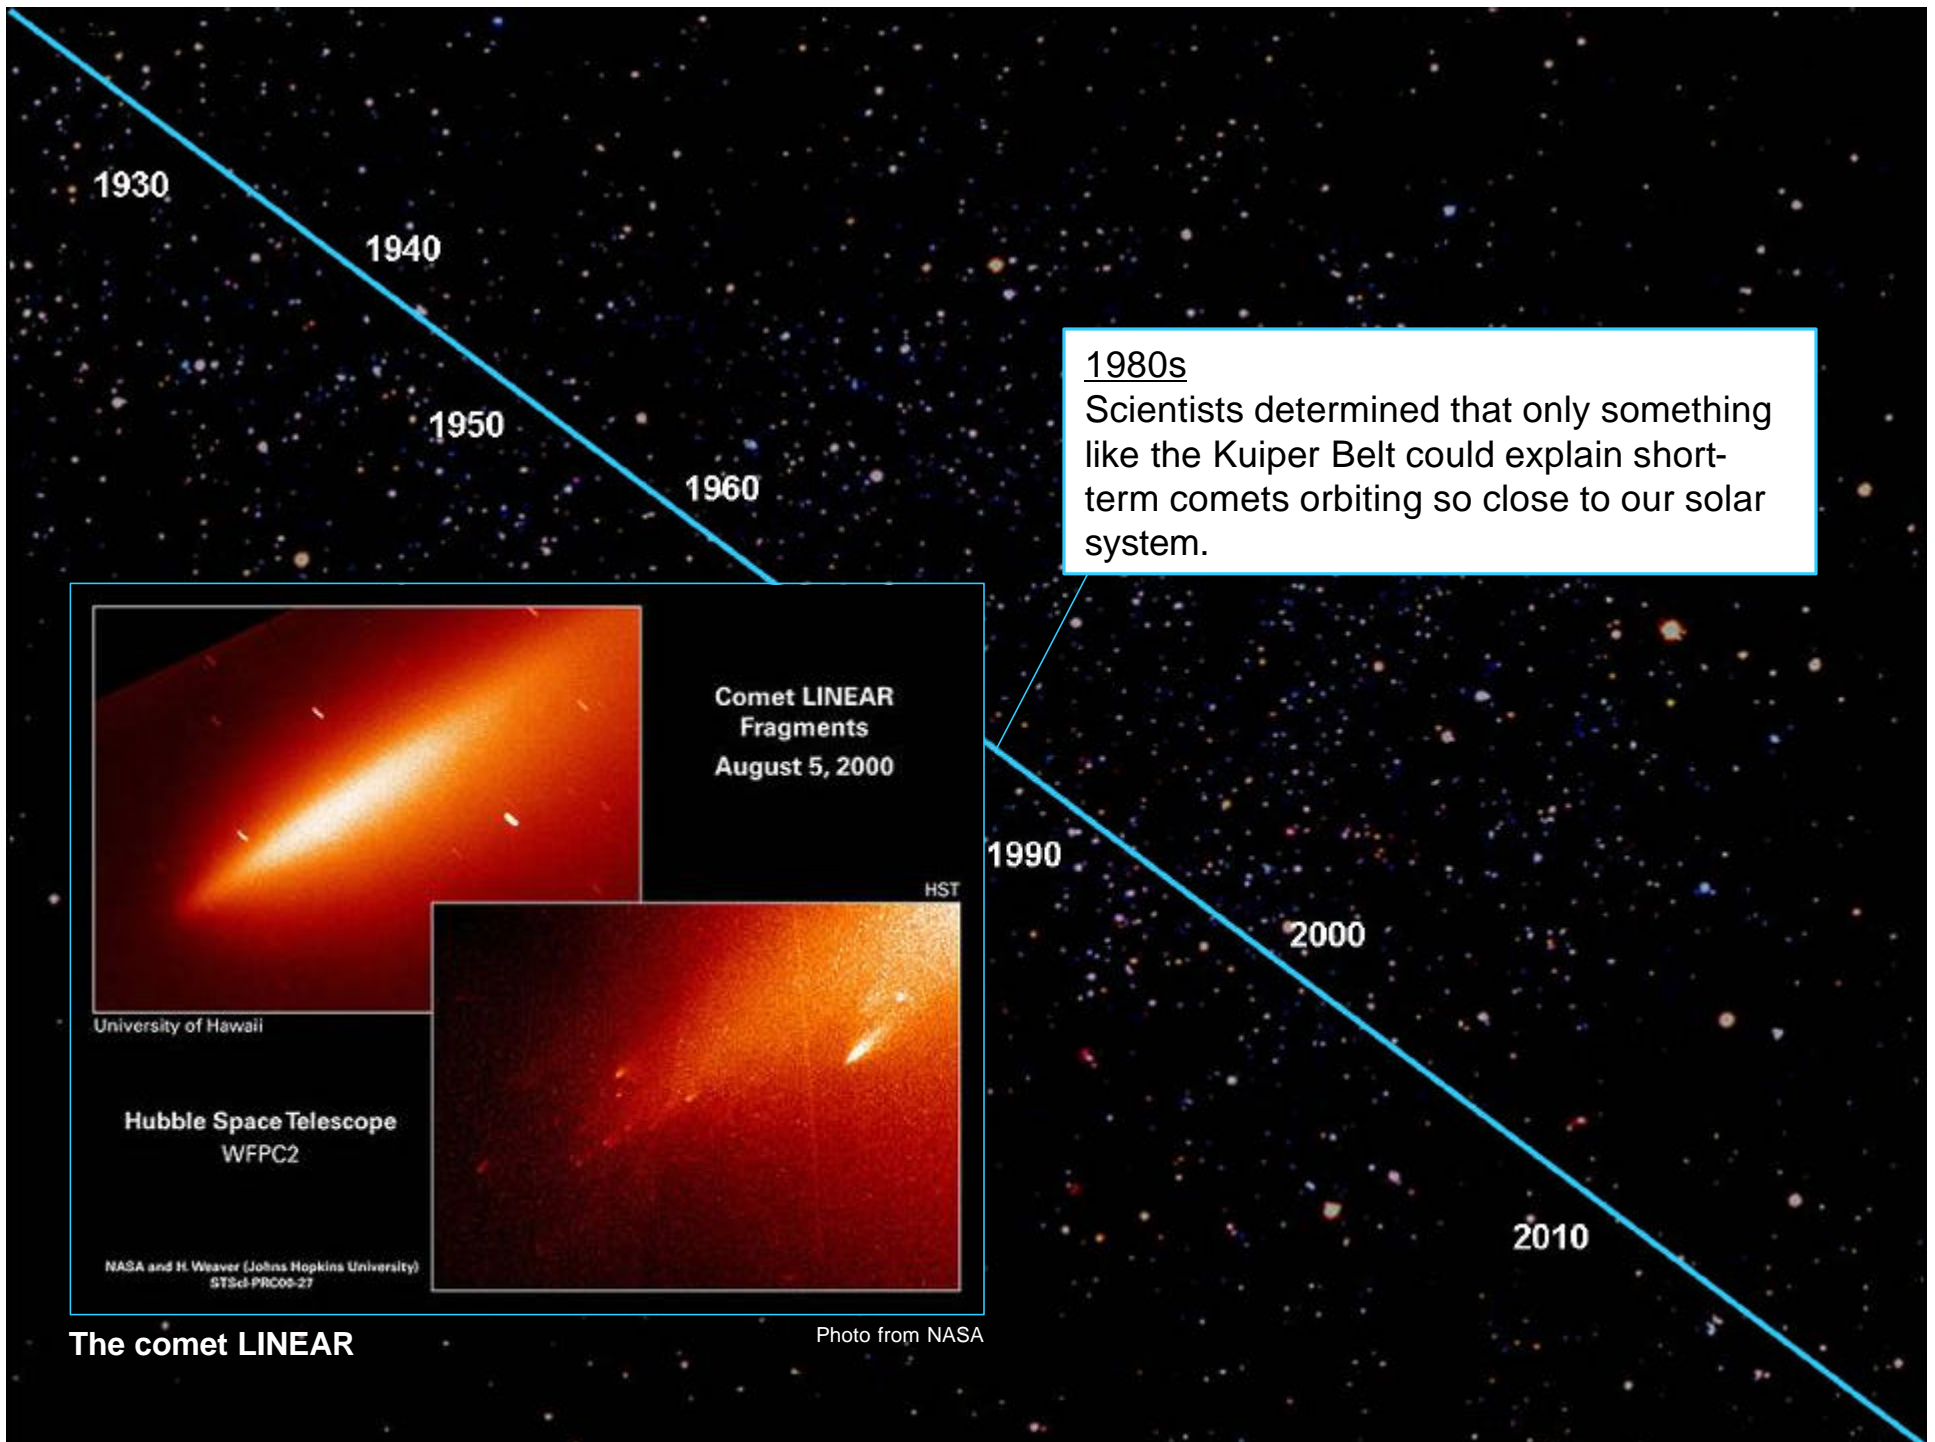 1930
1940
1950
1960
1980s
Scientists determined that only something
like the Kuiper Belt could explain short-
term comets orbiting so close to our solar
system.
Comet LINEAR
Fragments
August 5, 2000
1990
HST
2000
University of Hawaii
Hubble Space Telescope
WFPC2
2010
NASA and H. Weaver (Johns Hopkins University)
STScI-PRC00-27
The comet LINEAR
Photo from NASA